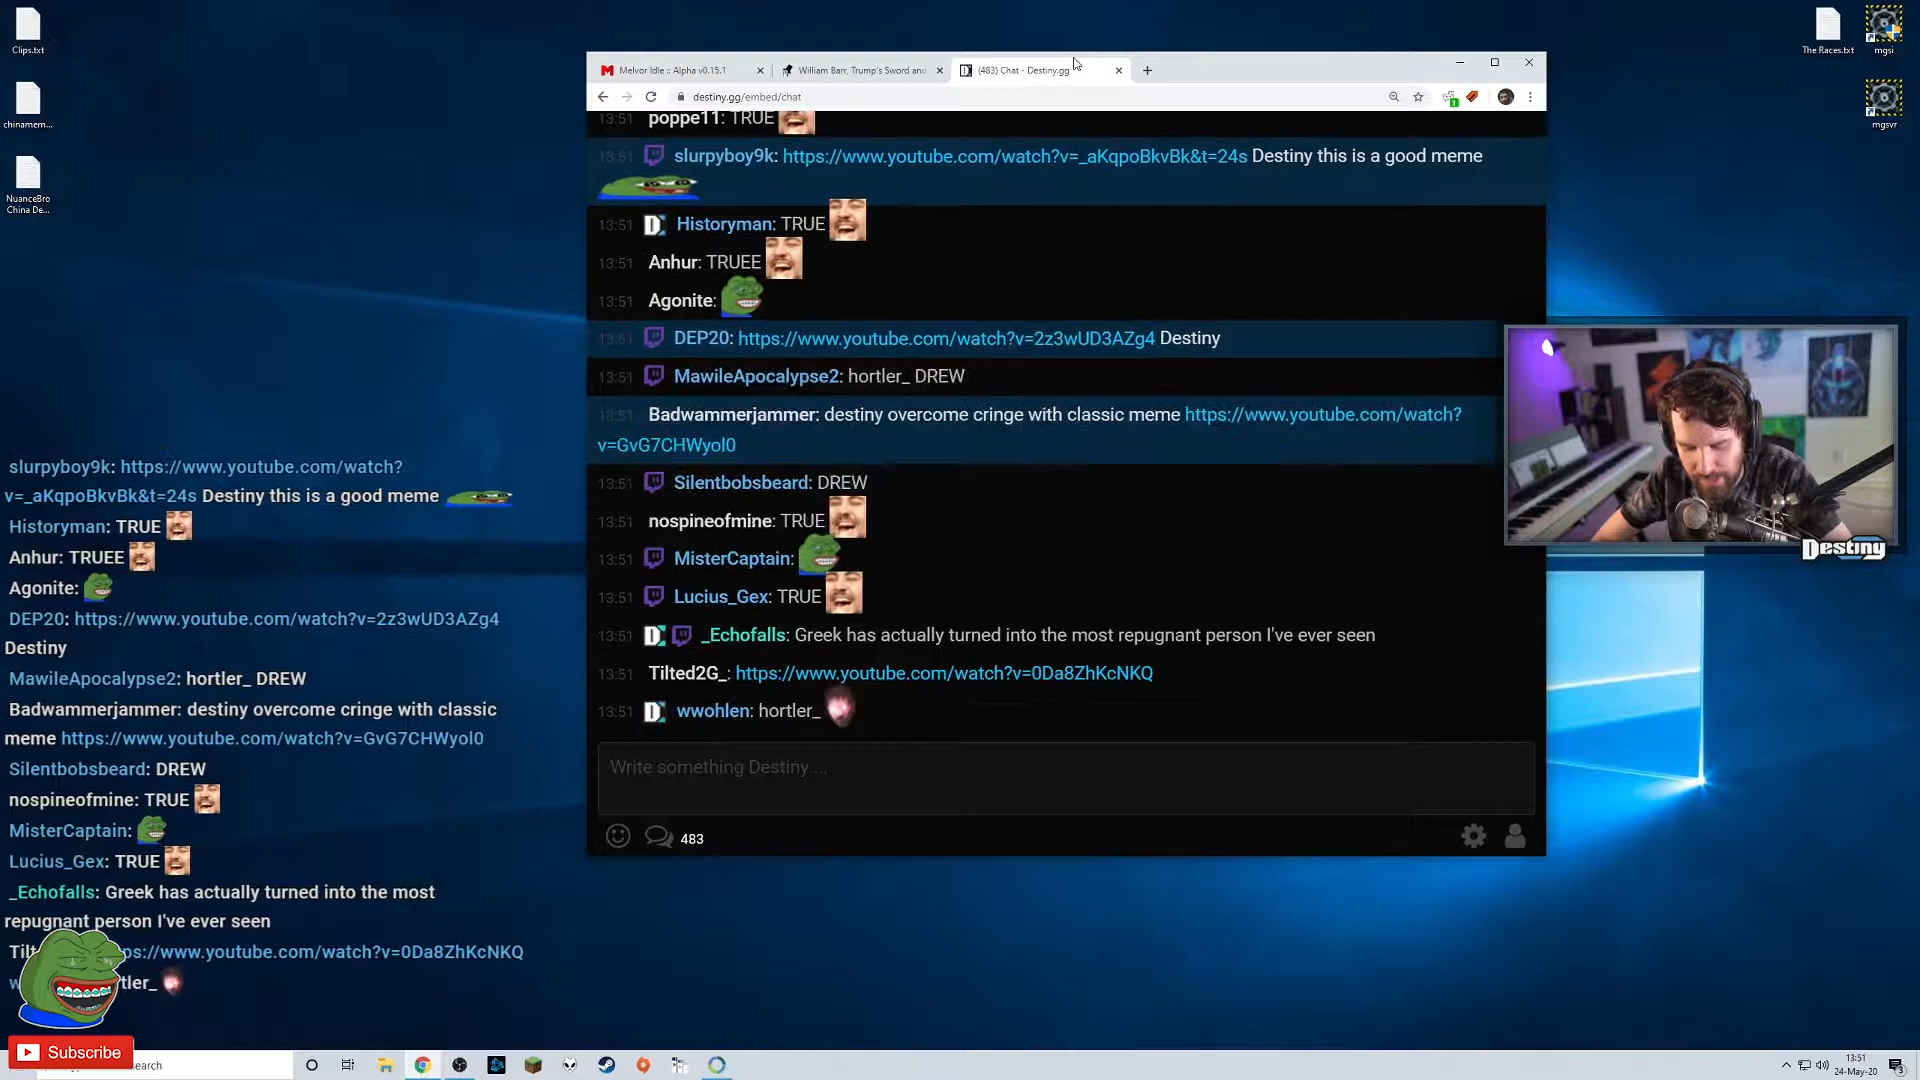 Clips.txt
chinamem...
NuanceBro
China De...
The Races.txt
mgsi
mgsvr
Melvor Idle :: Alpha v0.15.1
William Barr, Trump's Sword and
(483) Chat - Destiny.gg
destiny.gg/embed/chat
13:51 poppe11: TRUE
13:51 slurpyboy9k: https://www.youtube.com/watch?v=_aKqpoBkvBk&t=24s Destiny this is a good meme
13:51 Historyman: TRUE
13:51 Anhur: TRUEE
13:51 Agonite:
13:51 DEP20: https://www.youtube.com/watch?v=2z3wUD3AZg4 Destiny
13:51 MawileApocalypse2: hortler_ DREW
13:51 Badwammerjammer: destiny overcome cringe with classic meme https://www.youtube.com/watch?
v=GvG7CHWyol0
13:51 Silentbobsbeard: DREW
13:51 nospineofmine: TRUE
13:51 MisterCaptain:
13:51 Lucius_Gex: TRUE
13:51 _Echofalls: Greek has actually turned into the most repugnant person I've ever seen
13:51 Tilted2G_: https://www.youtube.com/watch?v=0Da8ZhKcNKQ
13:51 wwohlen: hortler_
Write something Destiny ...
483
Destiny
slurpyboy9k: https://www.youtube.com/watch?
v=_aKqpoBkvBk&t=24s Destiny this is a good meme
Historyman: TRUE
Anhur: TRUEE
Agonite:
DEP20: https://www.youtube.com/watch?v=2z3wUD3AZg4
Destiny
MawileApocalypse2: hortler_ DREW
Badwammerjammer: destiny overcome cringe with classic
meme https://www.youtube.com/watch?v=GvG7CHWyol0
Silentbobsbeard: DREW
nospineofmine: TRUE
MisterCaptain:
Lucius_Gex: TRUE
_Echofalls: Greek has actually turned into the most
repugnant person I've ever seen
Tilt ps://www.youtube.com/watch?v=0Da8ZhKcNKQ
w rtler_
Subscribe
search
13:51
24-May-20
3